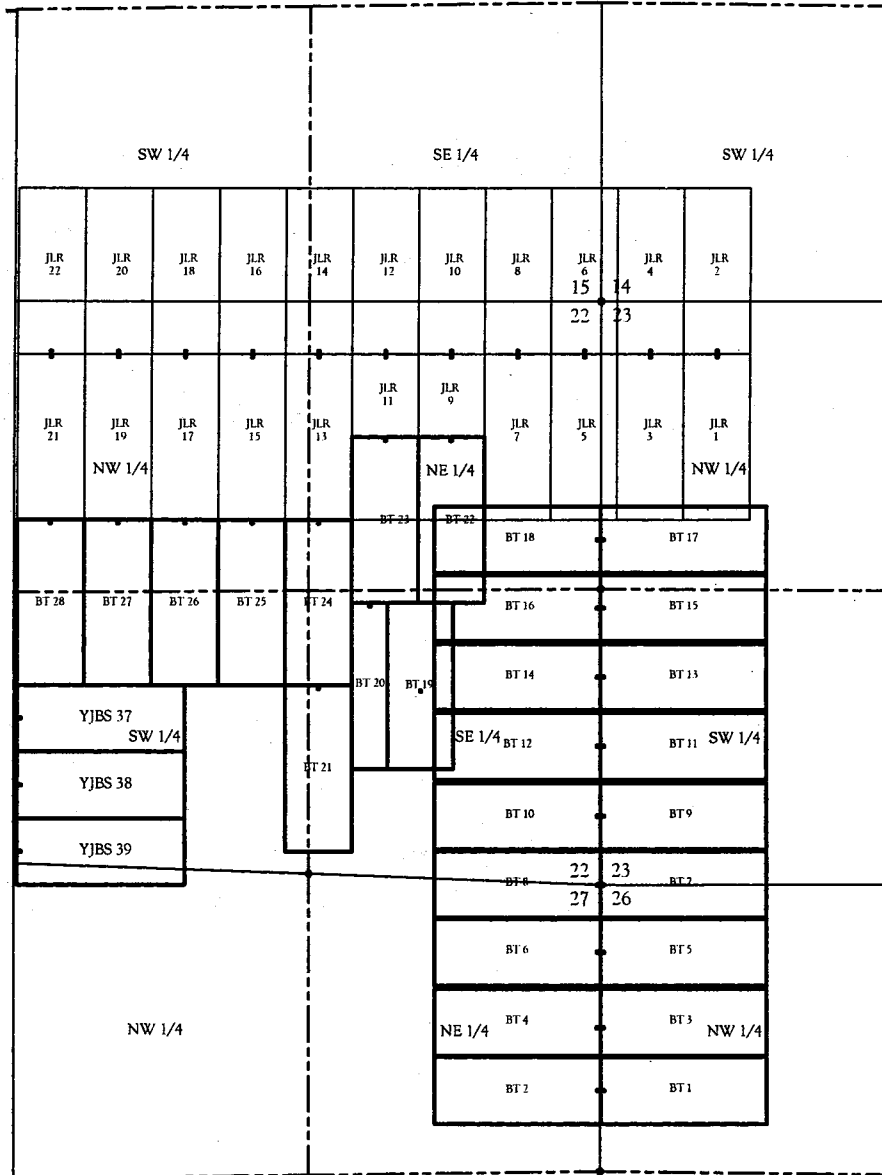 SW 1/4 SE 1/4 SW 1/4
JLR JLR JLR JLR JLR JLR JLR JLR JLR JLR JLR
22 20 18 16 14 12 10 8 6 4 2
15 14
22 23
JLR JLR
11 9
JLR JLR JLR JLR JLR JLR JLR JLR JLR
21 19 17 15 13 7 5 3 1
NW 1/4 NE 1/4 NW 1/4
BT 23 BT 22
BT 18 BT 17
BT 28 BT 27 BT 26 BT 25 BT 24 BT 16 BT 15
BT 14 BT 13
BT 20 BT 19
YJBS 37
SW 1/4 SE 1/4 BT 12 BT 11 SW 1/4
BT 21
YJBS 38
BT 10 BT 9
YJBS 39
22 23
BT 8 BT 7
27 26
BT 6 BT 5
NW 1/4 NE 1/4 BT 4 BT 3 NW 1/4
BT 2 BT 1